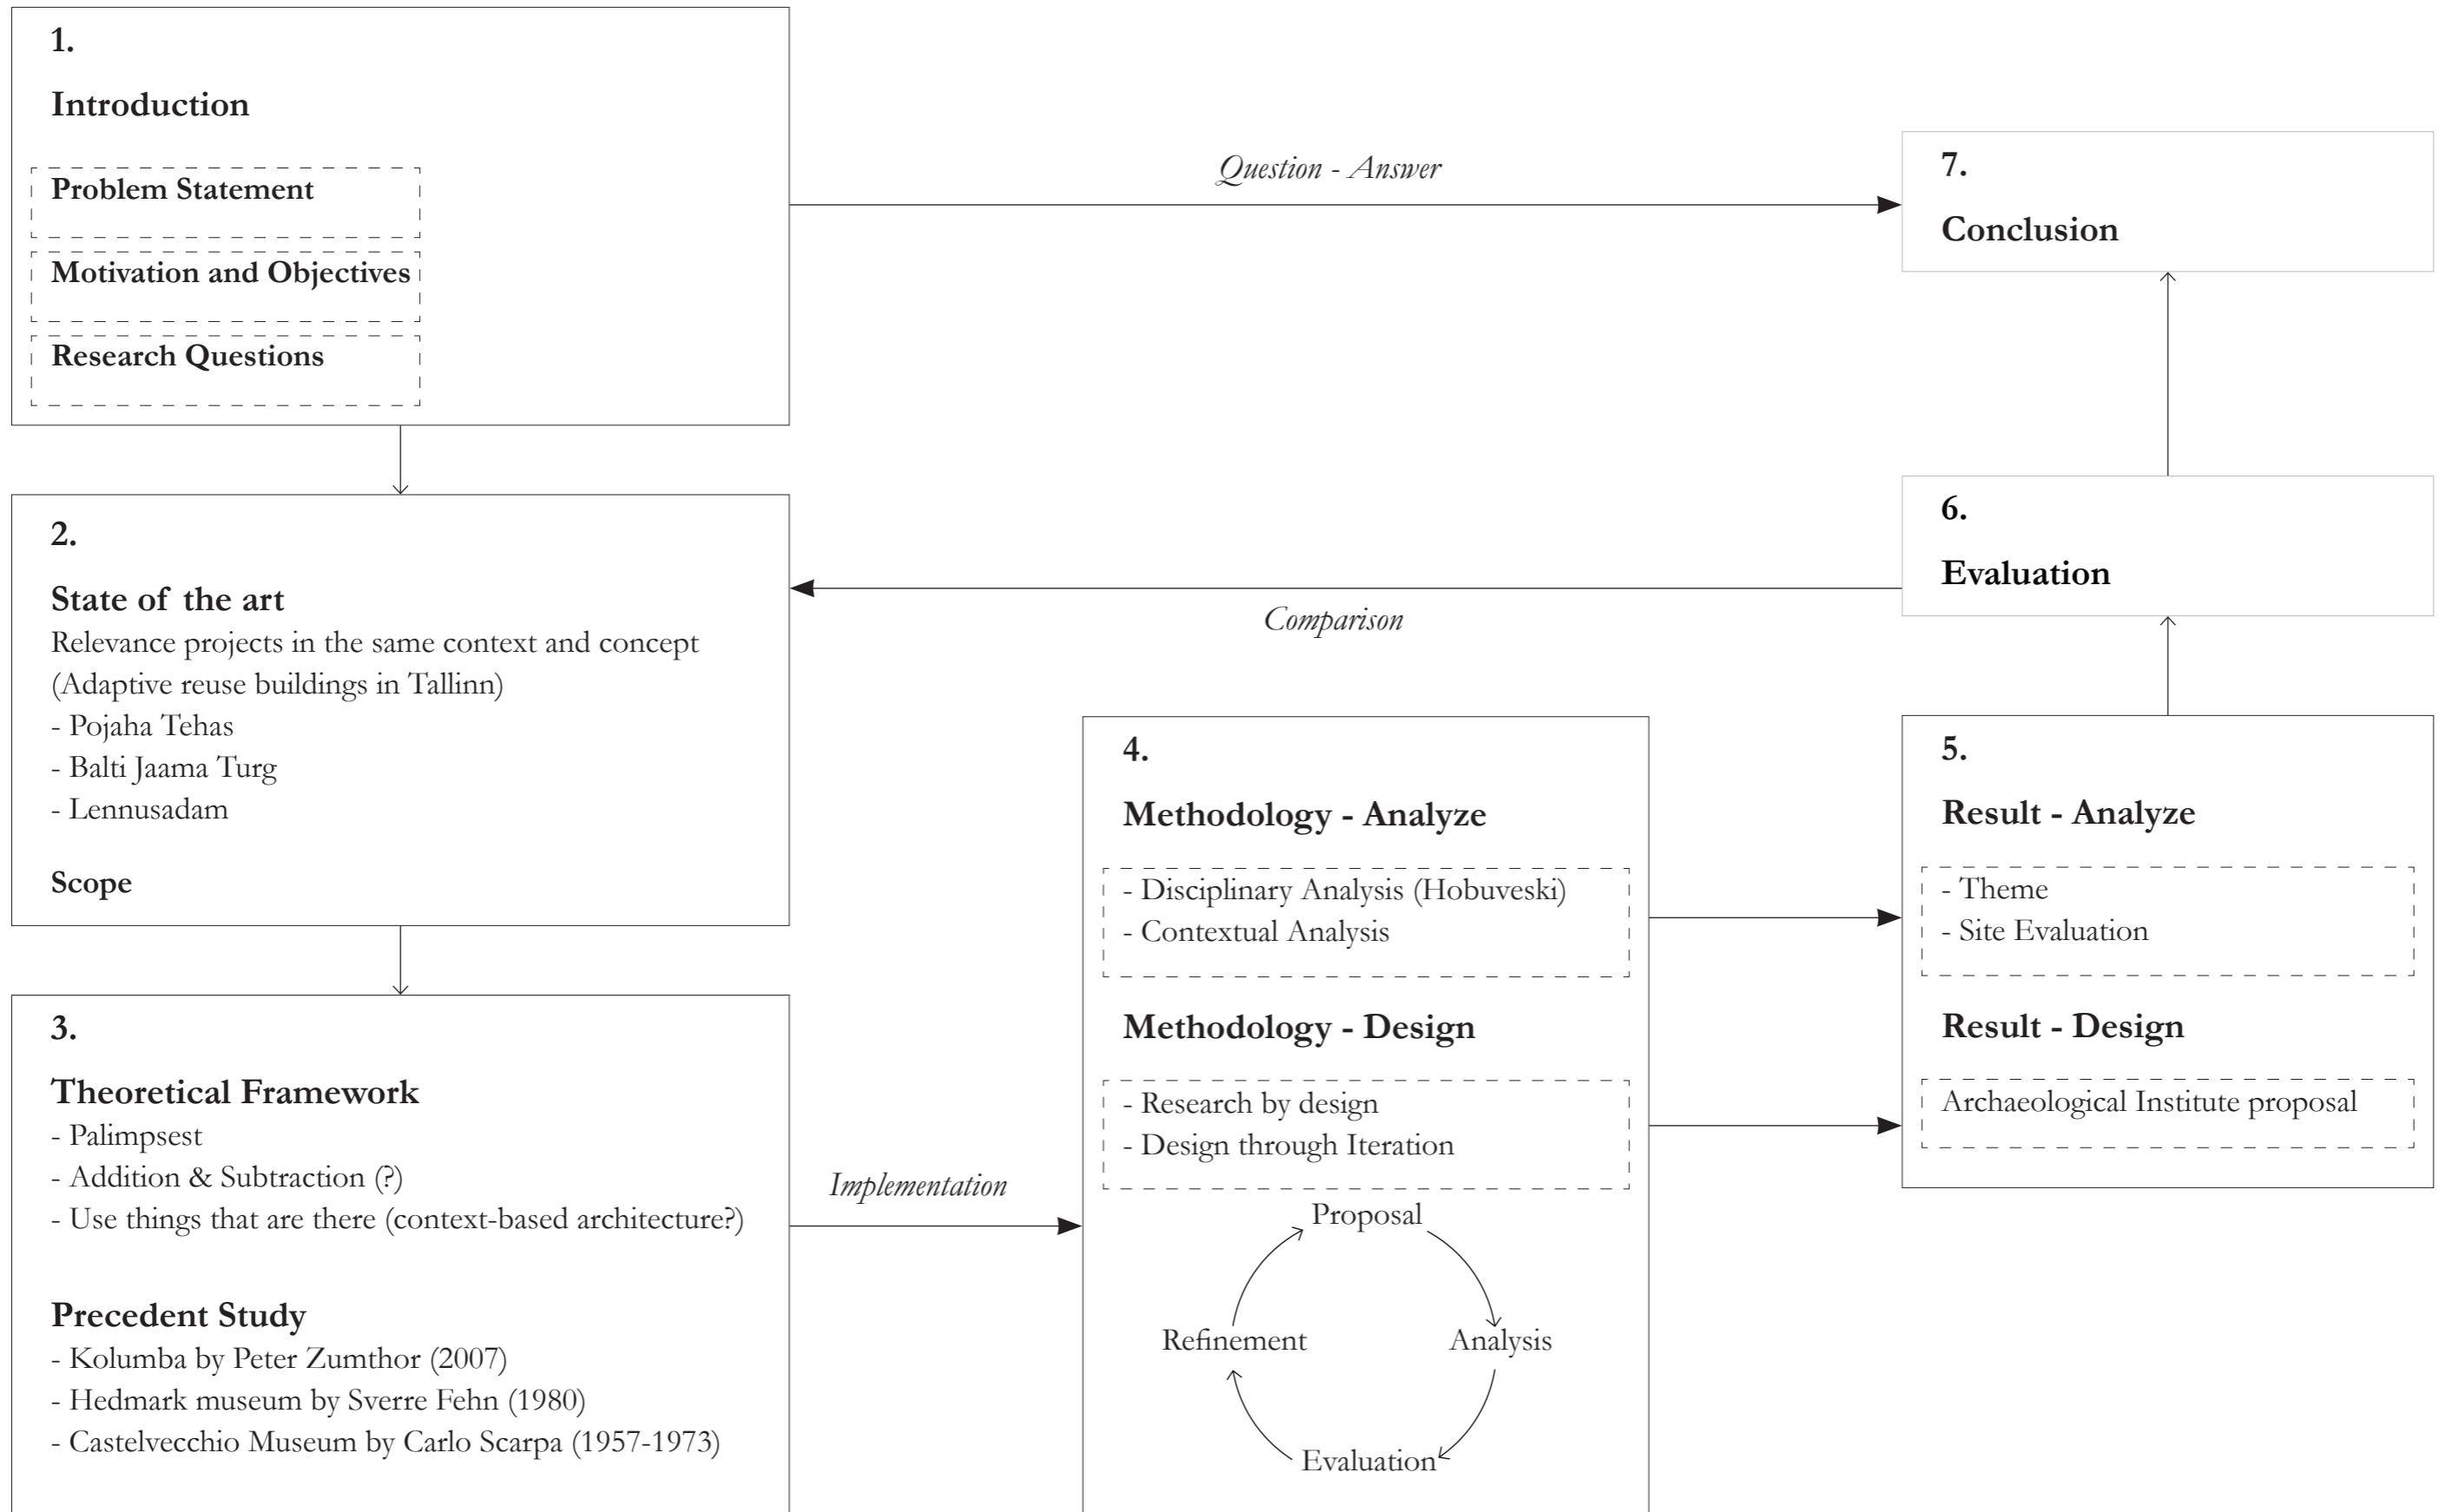 1.
Introduction
Problem Statement
Motivation and Objectives
Research Questions
Question - Answer
7.
Conclusion
2.
State of the art
Relevance projects in the same context and concept
(Adaptive reuse buildings in Tallinn)
- Pojaha Tehas
- Balti Jaama Turg
- Lennusadam
Scope
Comparison
6.
Evaluation
3.
Theoretical Framework
- Palimpsest
- Addition & Subtraction (?)
- Use things that are there (context-based architecture?)
Precedent Study
- Kolumba by Peter Zumthor (2007)
- Hedmark museum by Sverre Fehn (1980)
- Castelvecchio Museum by Carlo Scarpa (1957-1973)
Implementation
4.
Methodology - Analyze
- Disciplinary Analysis (Hobuveski)
- Contextual Analysis
Methodology - Design
- Research by design
- Design through Iteration
Proposal
Refinement
Analysis
Evaluation
5.
Result - Analyze
- Theme
- Site Evaluation
Result - Design
Archaeological Institute proposal